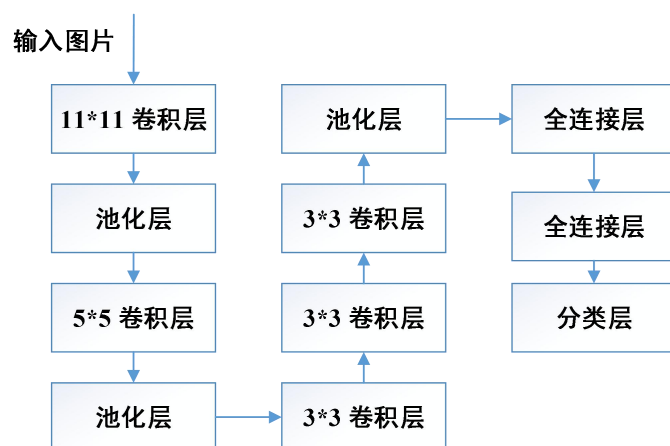 输入图片
11*11 卷积层
池化层
5*5 卷积层
池化层
3*3 卷积层
3*3 卷积层
3*3 卷积层
池化层
全连接层
全连接层
分类层